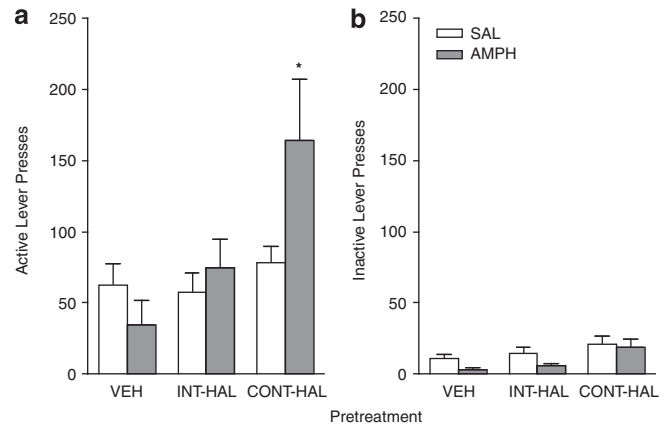 a
250
200
150
100
50
0
Active Lever Presses
*
VEH INT-HAL CONT-HAL
b
250
200
150
100
50
0
Inactive Lever Presses
SAL
AMPH
VEH INT-HAL CONT-HAL
Pretreatment